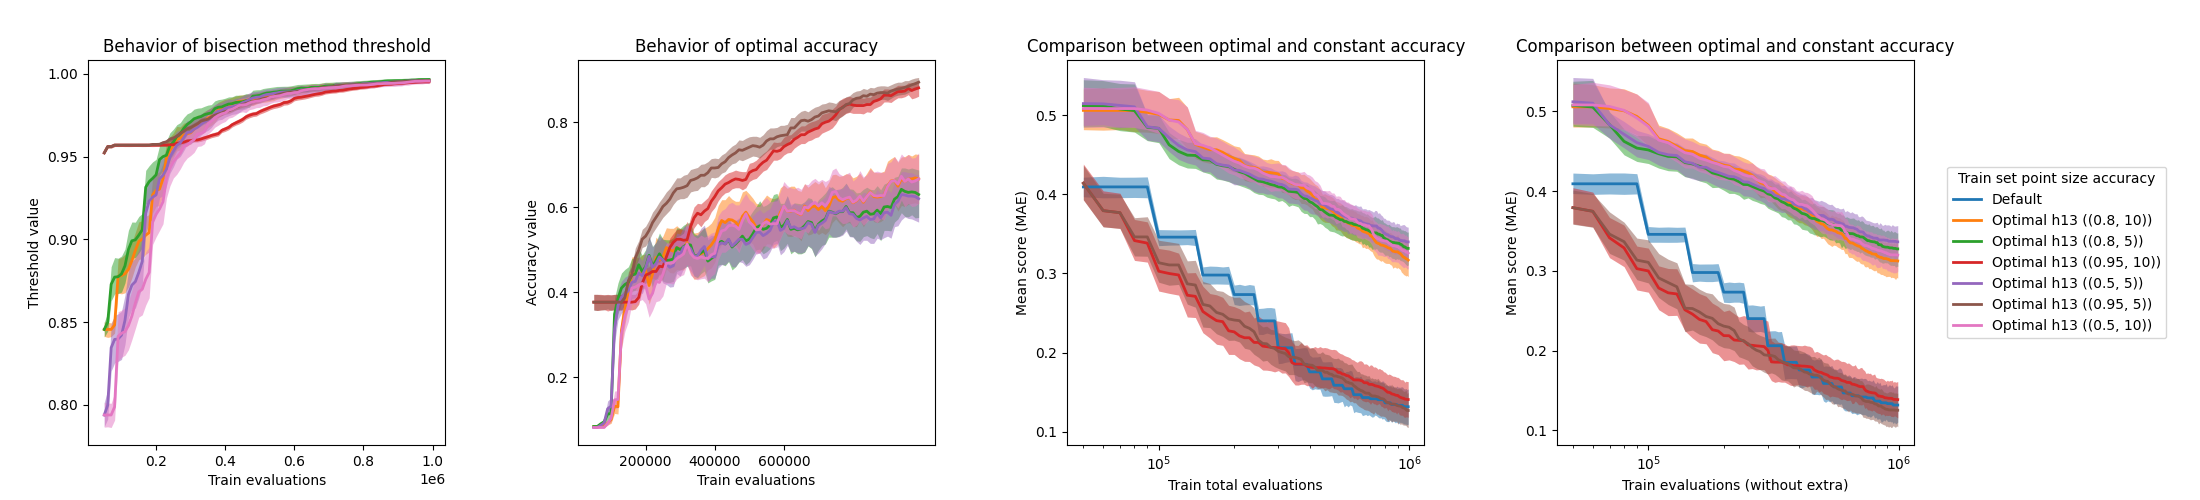 Behavior of bisection method threshold
Threshold value
1.00
0.95
0.90
0.85
0.80
0.2 0.4 0.6 0.8 1.0
1e6
Train evaluations
Behavior of optimal accuracy
Accuracy value
0.8
0.6
0.4
0.2
200000 400000 600000
Train evaluations
Comparison between optimal and constant accuracy
Mean score (MAE)
0.5
0.4
0.3
0.2
0.1
10^5 10^6
Train total evaluations
Comparison between optimal and constant accuracy
Mean score (MAE)
0.5
0.4
0.3
0.2
0.1
10^5 10^6
Train evaluations (without extra)
Train set point size accuracy
Default
Optimal h13 ((0.8, 10))
Optimal h13 ((0.8, 5))
Optimal h13 ((0.95, 10))
Optimal h13 ((0.5, 5))
Optimal h13 ((0.95, 5))
Optimal h13 ((0.5, 10))